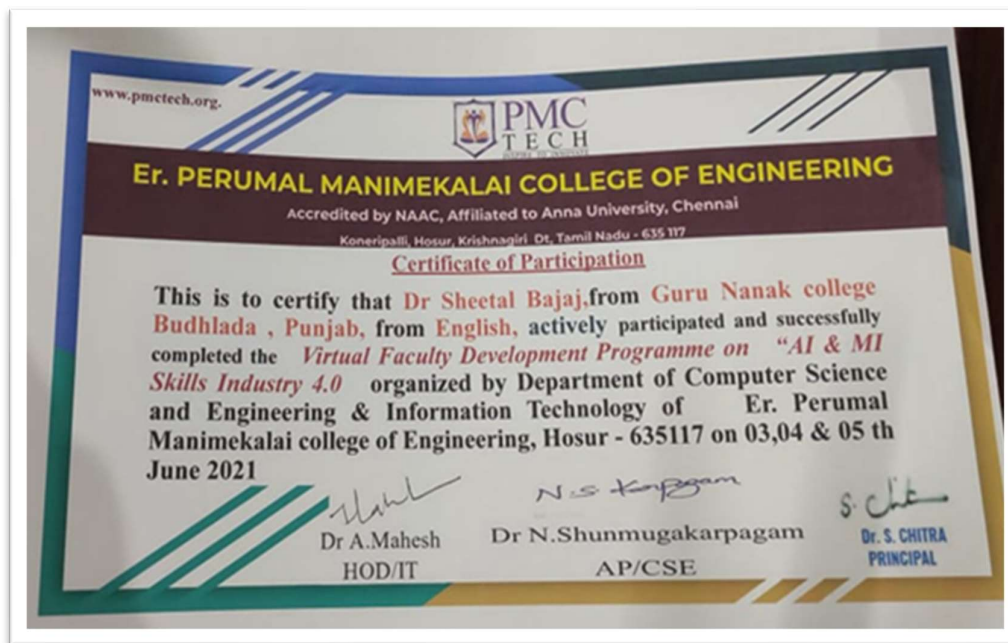 www.pmctech.org.
PMC
TECH
INSPIRE TO INNOVATE
Er. PERUMAL MANIMEKALAI COLLEGE OF ENGINEERING
Accredited by NAAC, Affiliated to Anna University, Chennai
Koneripalli, Hosur, Krishnagiri Dt, Tamil Nadu - 635 117
Certificate of Participation
This is to certify that Dr Sheetal Bajaj,from Guru Nanak college
Budhlada , Punjab, from English, actively participated and successfully
completed the Virtual Faculty Development Programme on “AI & MI
Skills Industry 4.0 organized by Department of Computer Science
and Engineering & Information Technology of Er. Perumal
Manimekalai college of Engineering, Hosur - 635117 on 03,04 & 05 th
June 2021
N.S
S. Chit
Dr A.Mahesh Dr N.Shunmugakarpagam Dr. S. CHITRA
HOD/IT AP/CSE PRINCIPAL